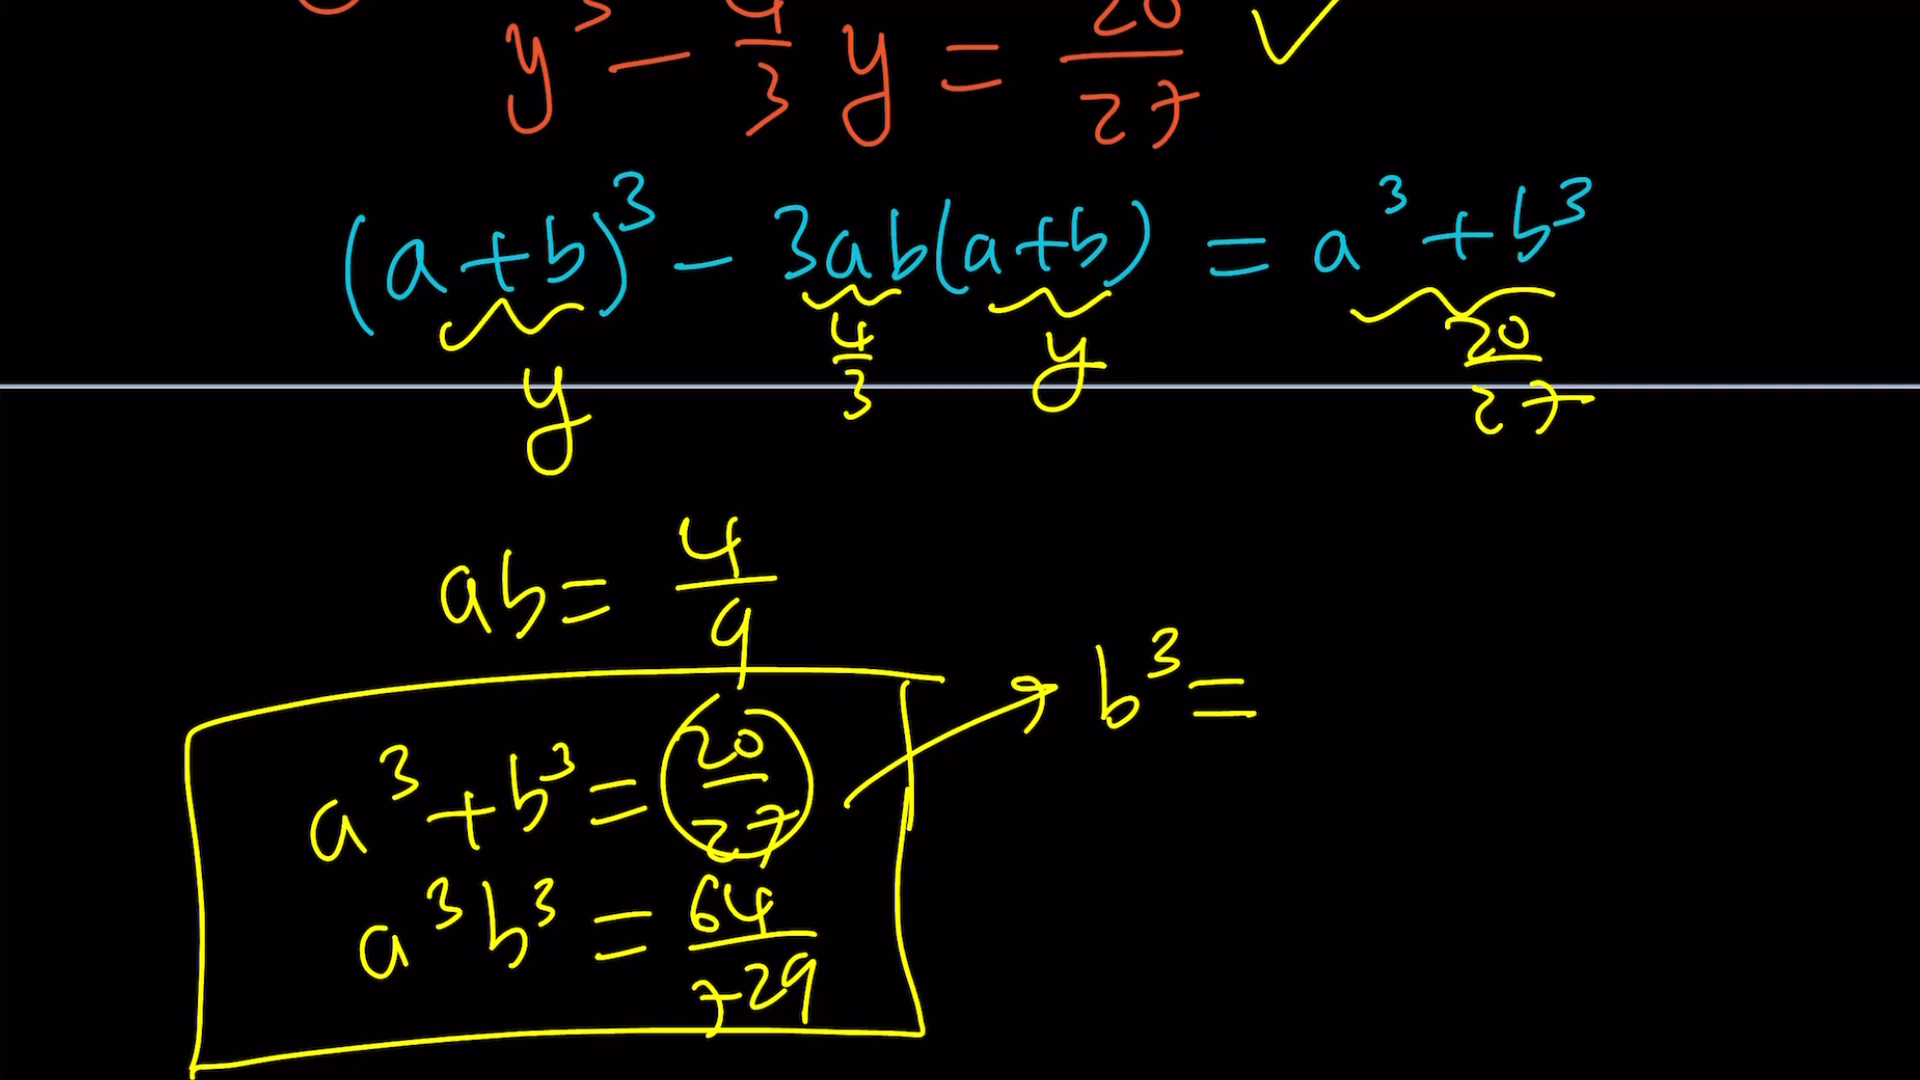 y³ - 4/3 y = 20/27 ✓
(a+b)³ - 3ab(a+b) = a³ + b³
y 4/3 y 20/27
ab = 4/9
b³ =
a³ + b³ = 20/27
a³b³ = 64/729